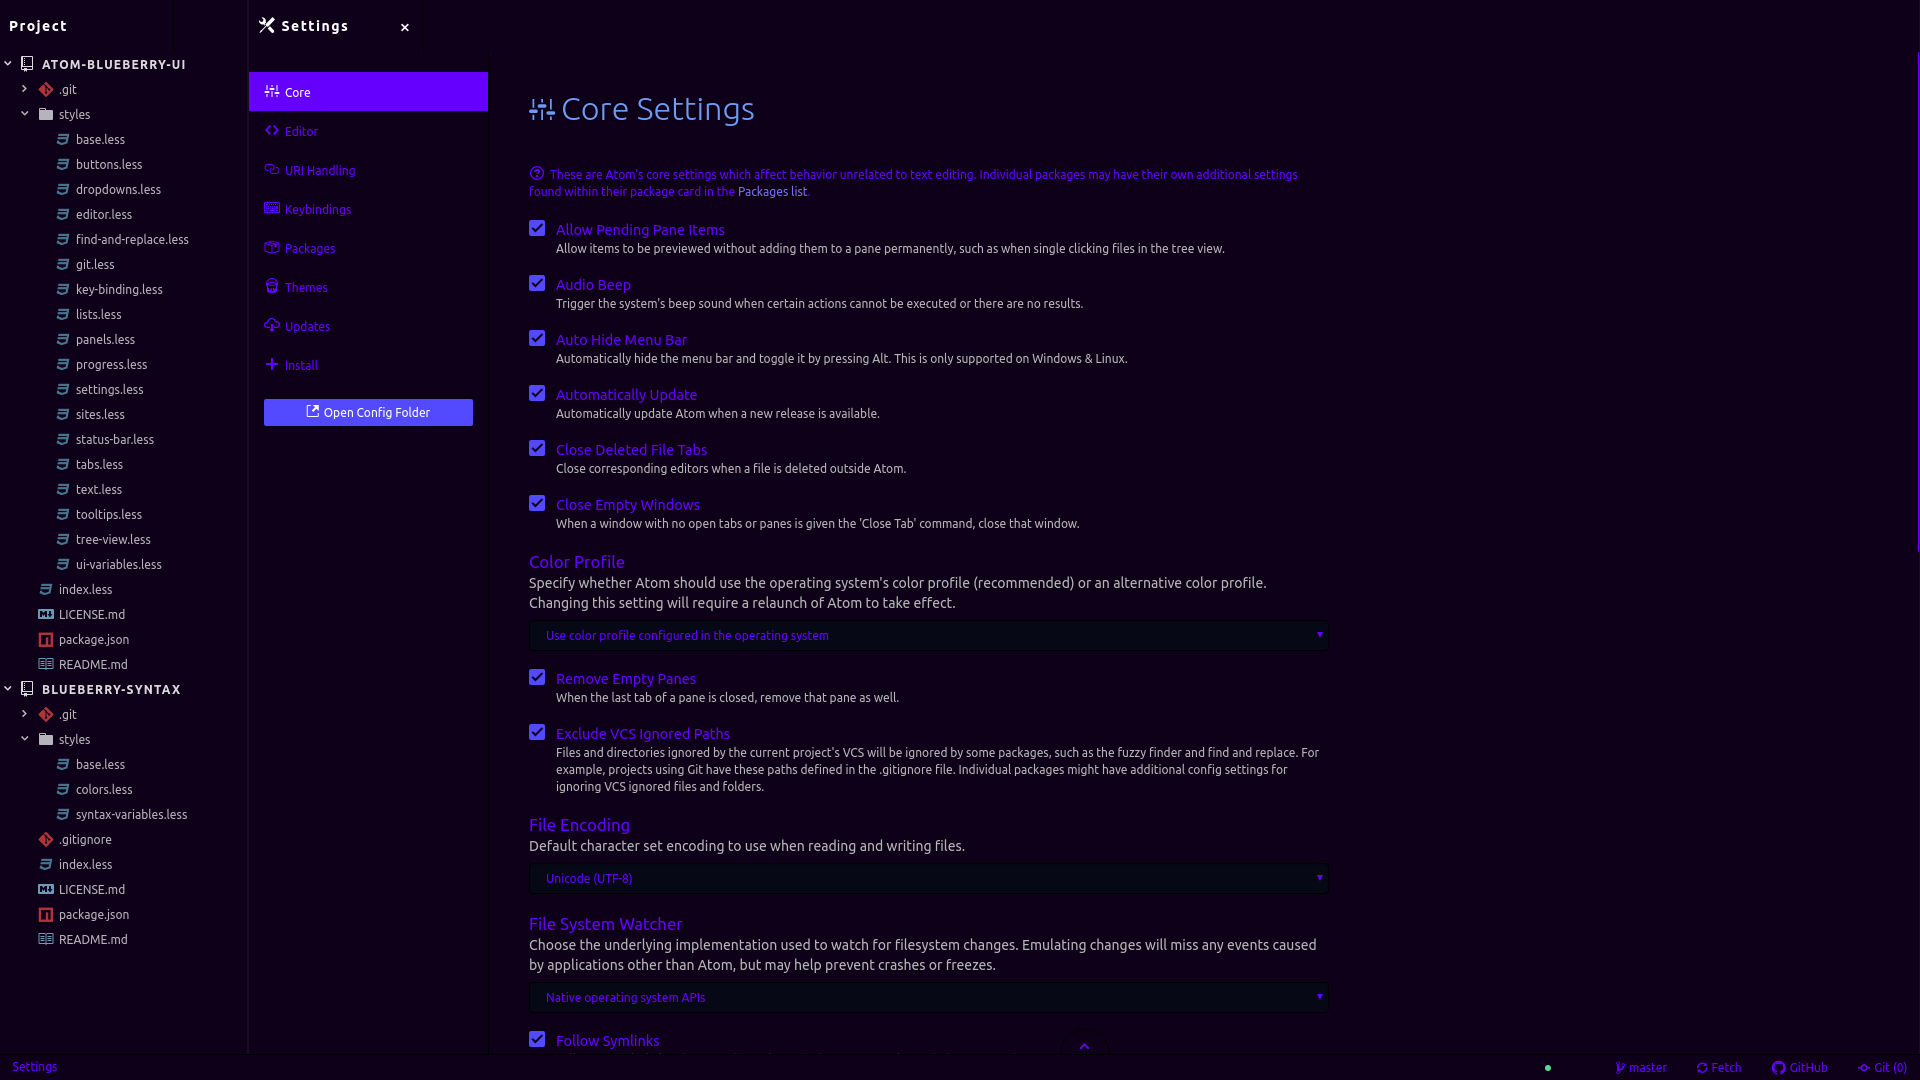 Project
ATOM-BLUEBERRY-UI
.git
styles
base.less
buttons.less
dropdowns.less
editor.less
find-and-replace.less
git.less
key-binding.less
lists.less
panels.less
progress.less
settings.less
sites.less
status-bar.less
tabs.less
text.less
tooltips.less
tree-view.less
ui-variables.less
index.less
LICENSE.md
package.json
README.md
BLUEBERRY-SYNTAX
.git
styles
base.less
colors.less
syntax-variables.less
.gitignore
index.less
LICENSE.md
package.json
README.md
Settings
Core
Editor
URI Handling
Keybindings
Packages
Themes
Updates
Install
Open Config Folder
Core Settings
These are Atom's core settings which affect behavior unrelated to text editing. Individual packages may have their own additional settings
found within their package card in the Packages list.
Allow Pending Pane Items
Allow items to be previewed without adding them to a pane permanently, such as when single clicking files in the tree view.
Audio Beep
Trigger the system's beep sound when certain actions cannot be executed or there are no results.
Auto Hide Menu Bar
Automatically hide the menu bar and toggle it by pressing Alt. This is only supported on Windows & Linux.
Automatically Update
Automatically update Atom when a new release is available.
Close Deleted File Tabs
Close corresponding editors when a file is deleted outside Atom.
Close Empty Windows
When a window with no open tabs or panes is given the 'Close Tab' command, close that window.
Color Profile
Specify whether Atom should use the operating system's color profile (recommended) or an alternative color profile.
Changing this setting will require a relaunch of Atom to take effect.
Use color profile configured in the operating system
Remove Empty Panes
When the last tab of a pane is closed, remove that pane as well.
Exclude VCS Ignored Paths
Files and directories ignored by the current project's VCS will be ignored by some packages, such as the fuzzy finder and find and replace. For
example, projects using Git have these paths defined in the .gitignore file. Individual packages might have additional config settings for
ignoring VCS ignored files and folders.
File Encoding
Default character set encoding to use when reading and writing files.
Unicode (UTF-8)
File System Watcher
Choose the underlying implementation used to watch for filesystem changes. Emulating changes will miss any events caused
by applications other than Atom, but may help prevent crashes or freezes.
Native operating system APIs
Follow Symlinks
Settings
master
Fetch
GitHub
Git (0)